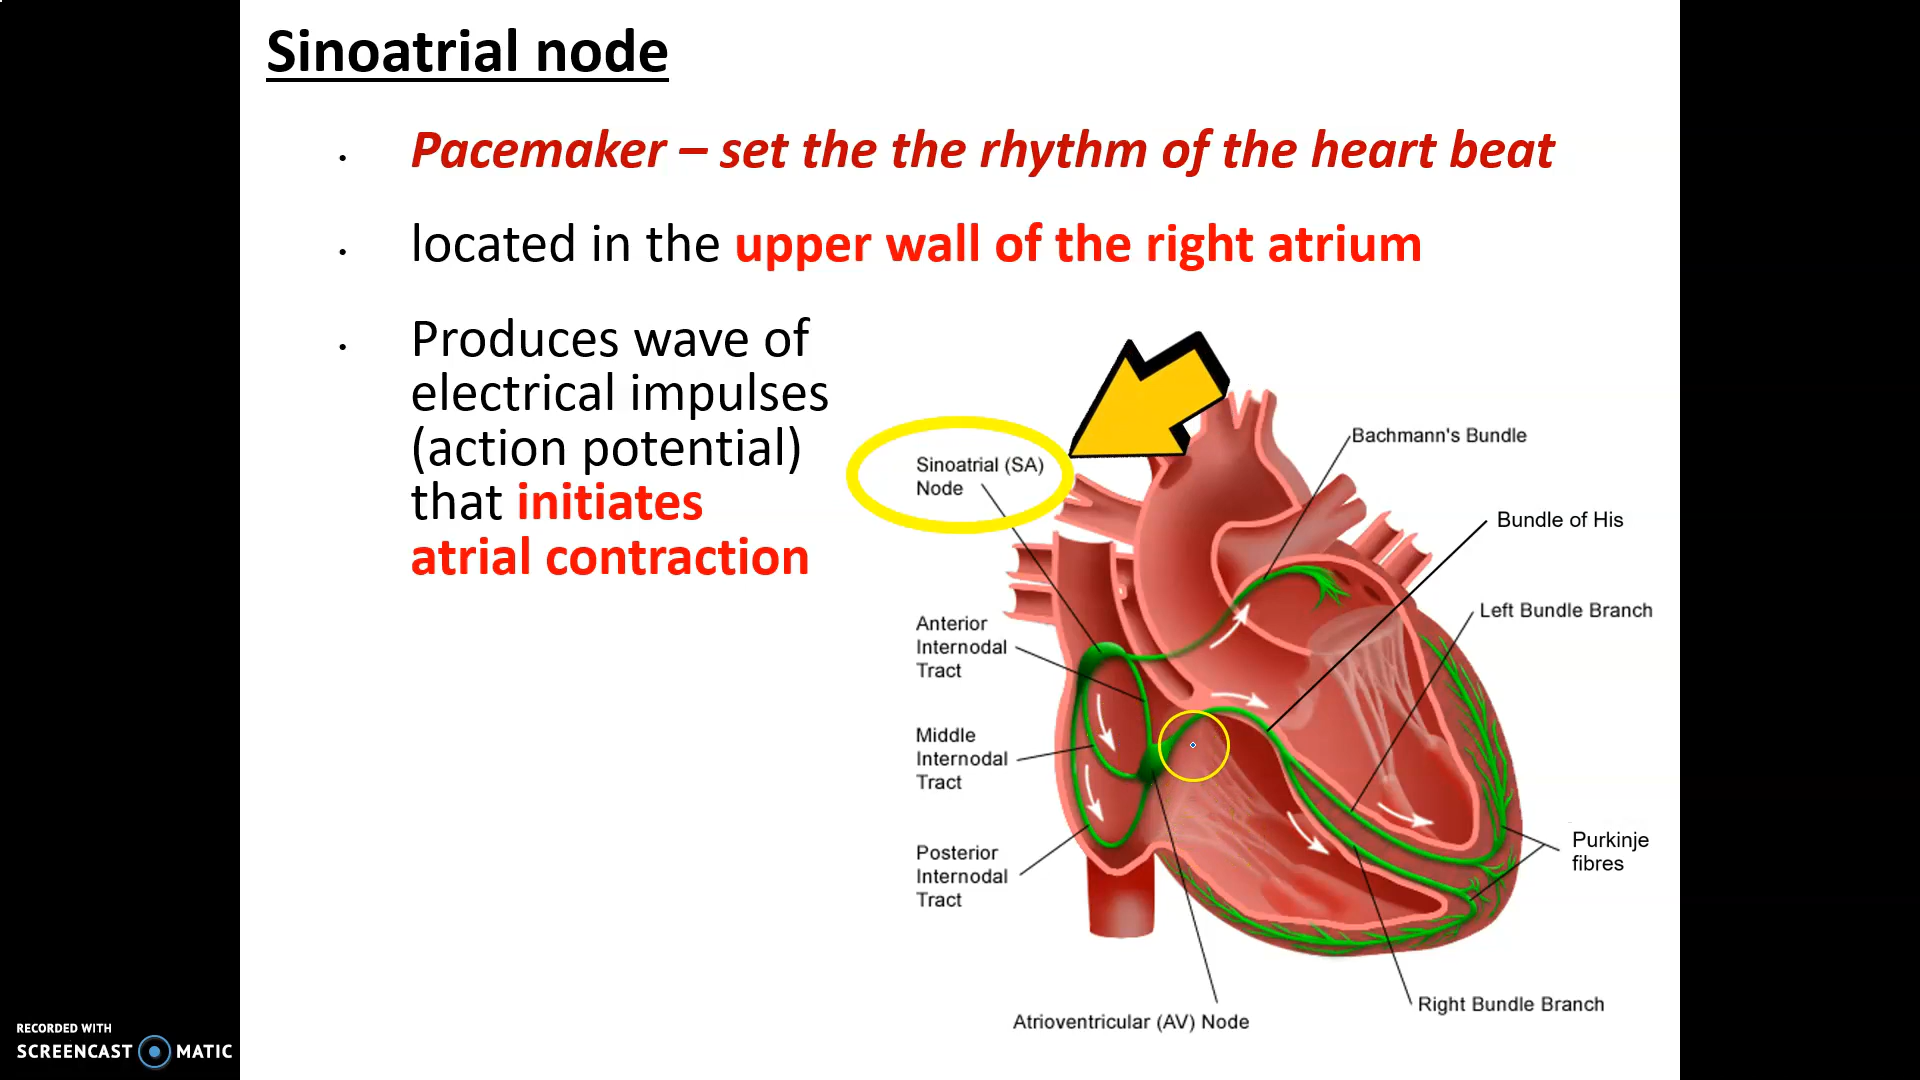 Sinoatrial node
Pacemaker – set the the rhythm of the heart beat
located in the upper wall of the right atrium
Produces wave of
electrical impulses
(action potential)
that initiates
atrial contraction
Sinoatrial (SA)
Node
Bachmann's Bundle
Bundle of His
Left Bundle Branch
Anterior
Internodal
Tract
Middle
Internodal
Tract
Posterior
Internodal
Tract
Purkinje
fibres
Right Bundle Branch
Atrioventricular (AV) Node
RECORDED WITH
SCREENCAST MATIC